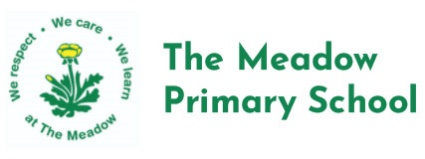 We respect • We care • We learn
at The Meadow
The Meadow
Primary School